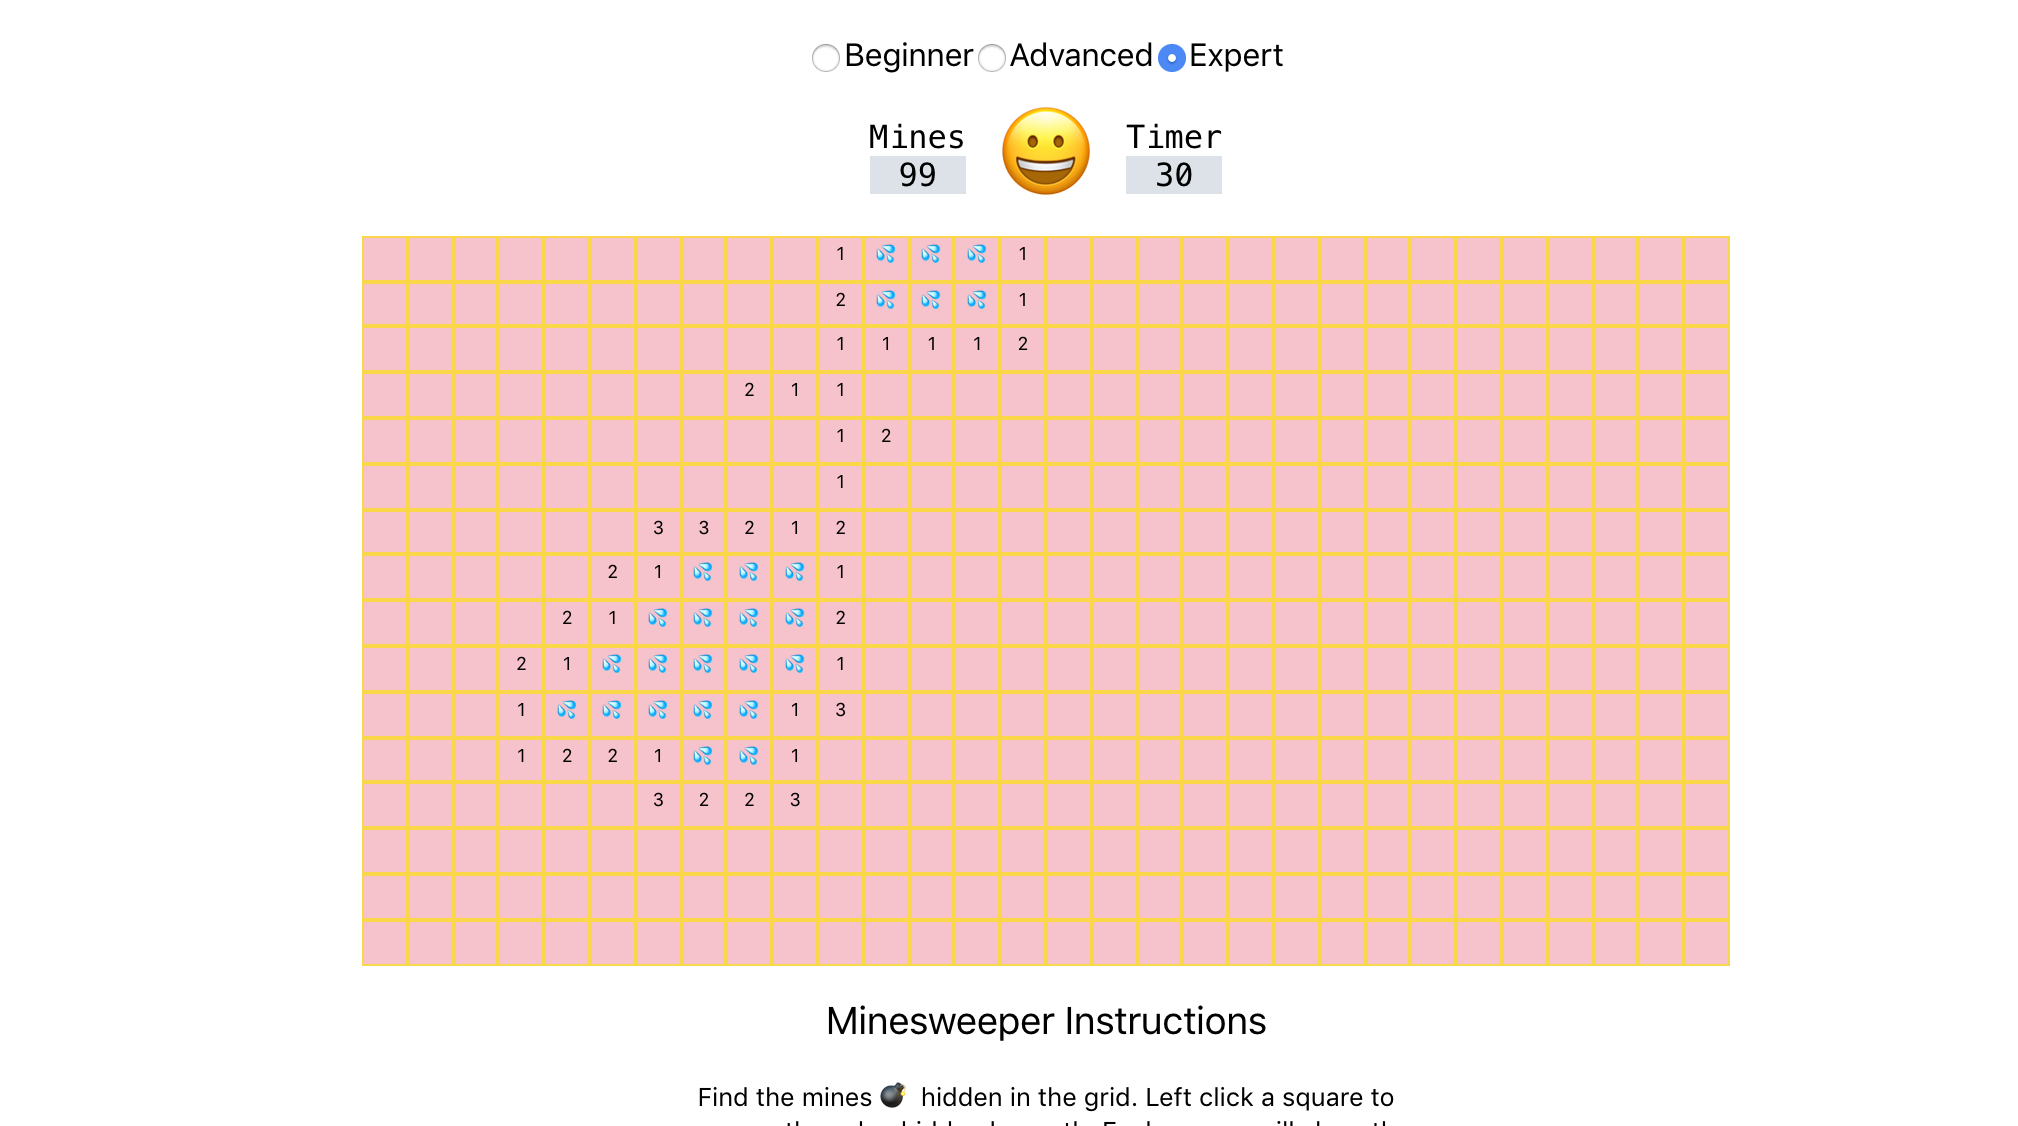 Beginner Advanced Expert
Mines Timer
99 😀 30
1 💦 💦 💦 1
2 💦 💦 💦 1
1 1 1 1 2
2 1 1
1 2
1
3 3 2 1 2
2 1 💦 💦 💦 1
2 1 💦 💦 💦 💦 2
2 1 💦 💦 💦 💦 💦 1
1 💦 💦 💦 💦 💦 1 3
1 2 2 1 💦 💦 1
3 2 2 3
Minesweeper Instructions
Find the mines 💣 hidden in the grid. Left click a square to